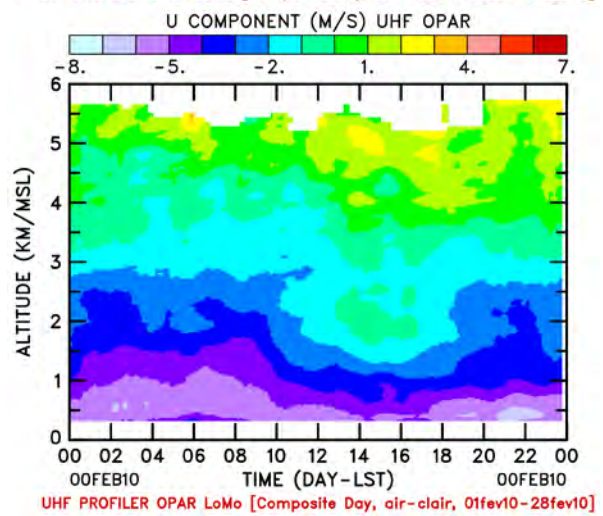 U COMPONENT (M/S) UHF OPAR
-8. -5. -2. 1. 4. 7.
6
5
4
3
2
1
0
ALTITUDE (KM/MSL)
00 02 04 06 08 10 12 14 16 18 20 22 00
00FEB10 TIME (DAY-LST) 00FEB10
UHF PROFILER OPAR LoMo [Composite Day, air-clair, 01fev10-28fev10]